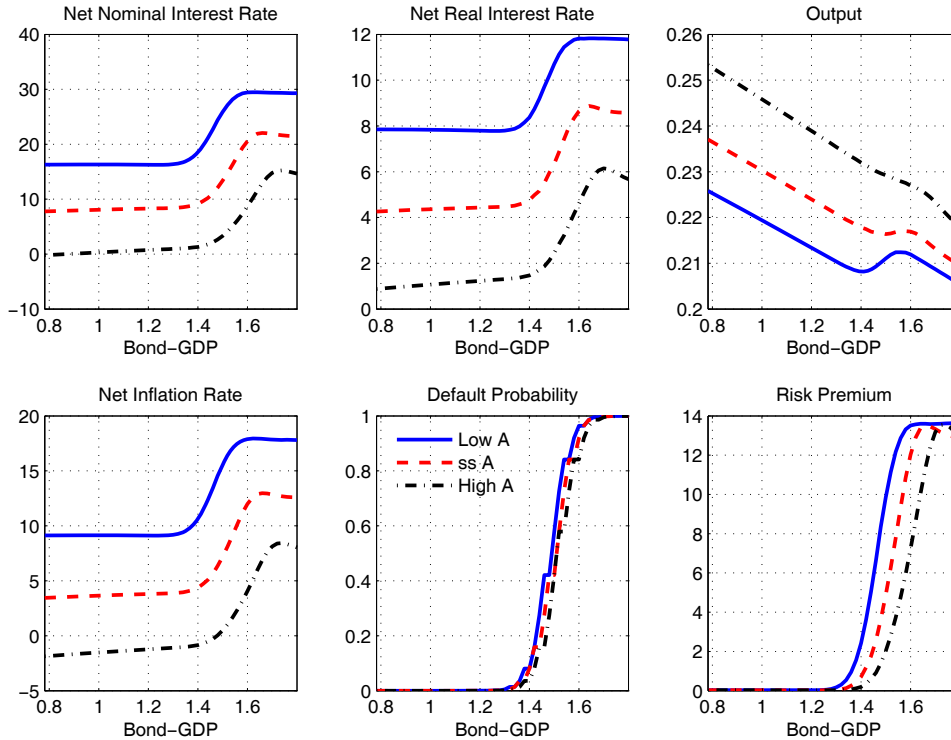 Net Nominal Interest Rate
40
30
20
10
0
−10
0.8 1 1.2 1.4 1.6
Bond−GDP
Net Real Interest Rate
12
10
8
6
4
2
0
0.8 1 1.2 1.4 1.6
Bond−GDP
Output
0.26
0.25
0.24
0.23
0.22
0.21
0.2
0.8 1 1.2 1.4 1.6
Bond−GDP
Net Inflation Rate
20
15
10
5
0
−5
0.8 1 1.2 1.4 1.6
Bond−GDP
Default Probability
1
0.8
0.6
0.4
0.2
0
Low A
ss A
High A
0.8 1 1.2 1.4 1.6
Bond−GDP
Risk Premium
14
12
10
8
6
4
2
0
0.8 1 1.2 1.4 1.6
Bond−GDP